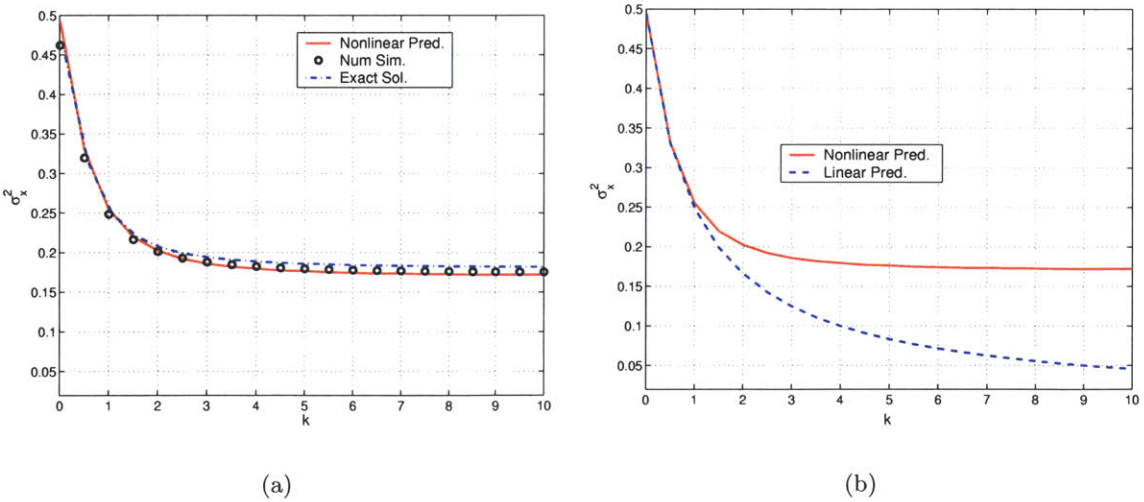 0.5
0.45
0.4
0.35
0.3
0.25
0.2
0.15
0.1
0.05
σx²
0 1 2 3 4 5 6 7 8 9 10
k
Nonlinear Pred.
Num Sim.
Exact Sol.
(a)
0.5
0.45
0.4
0.35
0.3
0.25
0.2
0.15
0.1
0.05
σx²
0 1 2 3 4 5 6 7 8 9 10
k
Nonlinear Pred.
Linear Pred.
(b)